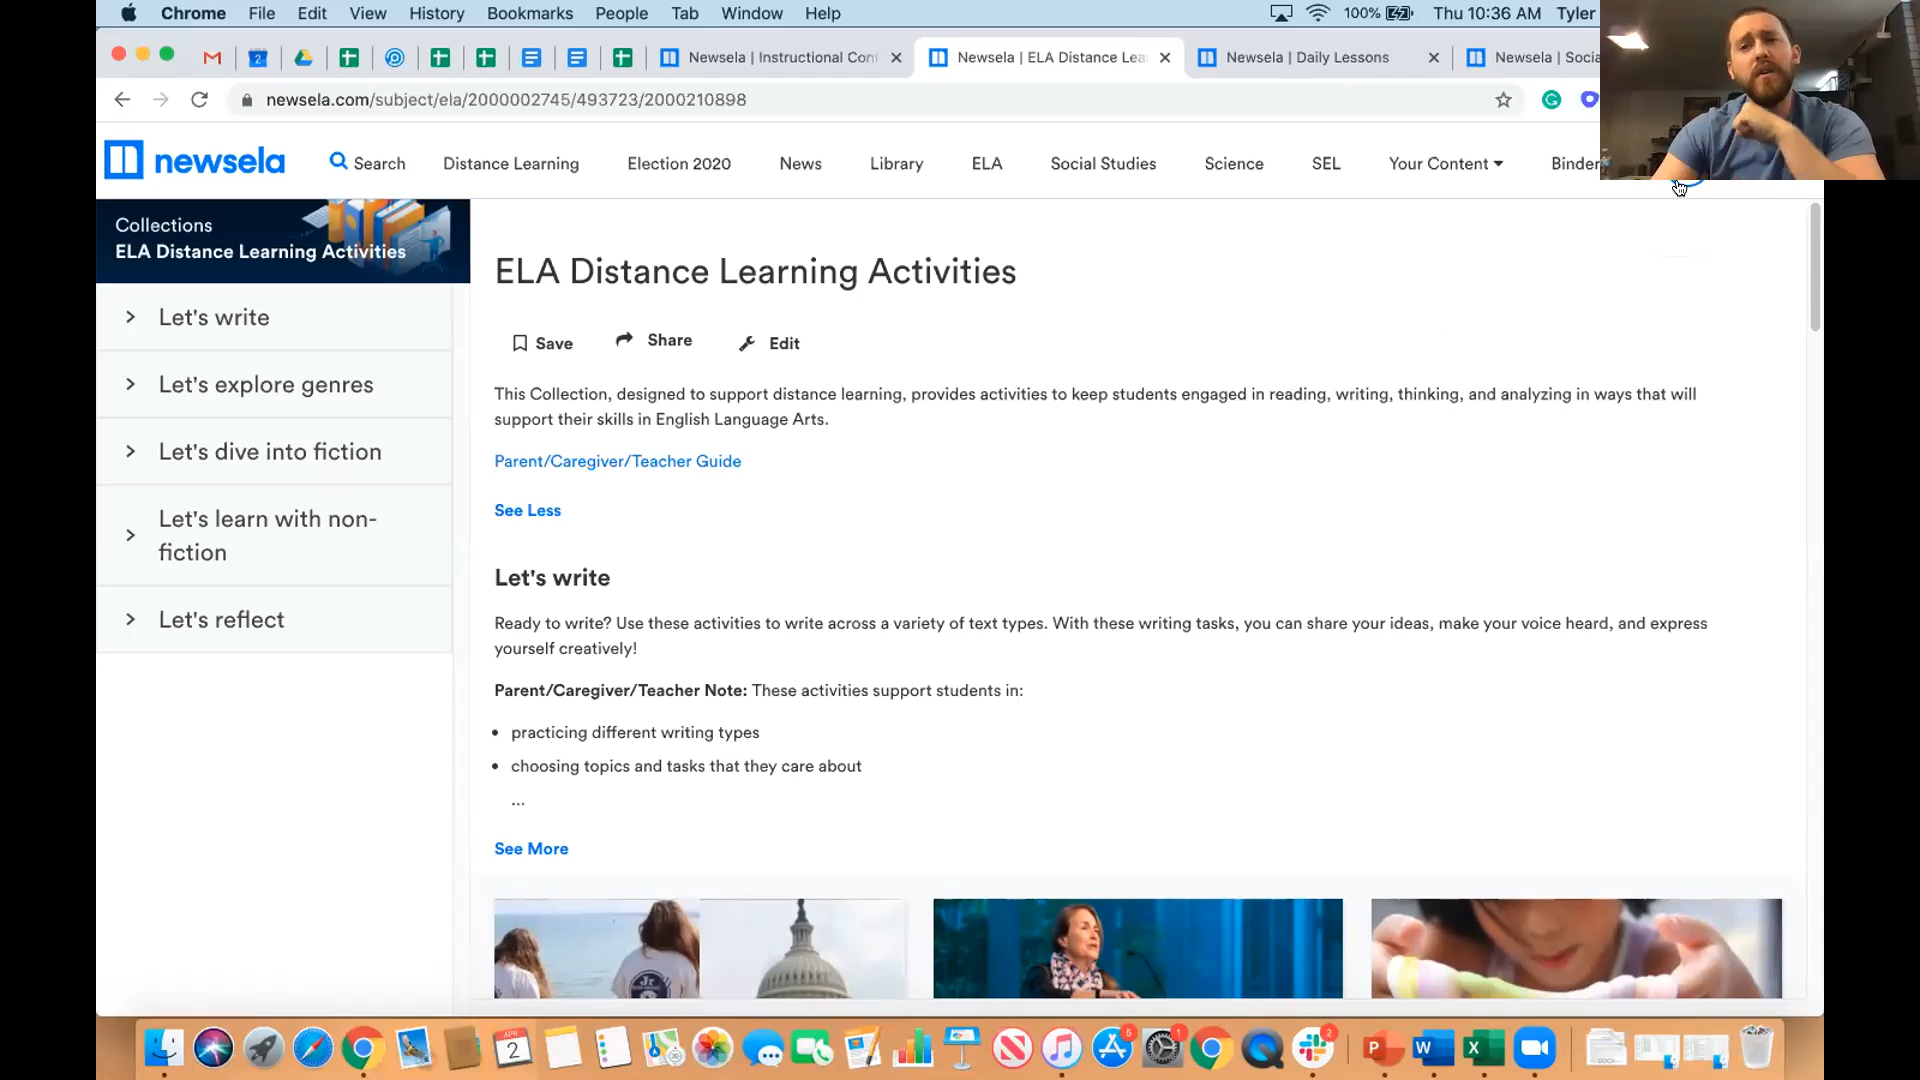 Chrome File Edit View History Bookmarks People Tab Window Help 100% Thu 10:36 AM Tyler
2 Newsela | Instructional Con Newsela | ELA Distance Lea Newsela | Daily Lessons Newsela | Socia
newsela.com/subject/ela/2000002745/493723/2000210898
newsela Search Distance Learning Election 2020 News Library ELA Social Studies Science SEL Your Content Binder
Collections
ELA Distance Learning Activities
Let's write
Let's explore genres
Let's dive into fiction
Let's learn with non-
fiction
Let's reflect
ELA Distance Learning Activities
Save Share Edit
This Collection, designed to support distance learning, provides activities to keep students engaged in reading, writing, thinking, and analyzing in ways that will
support their skills in English Language Arts.
Parent/Caregiver/Teacher Guide
See Less
Let's write
Ready to write? Use these activities to write across a variety of text types. With these writing tasks, you can share your ideas, make your voice heard, and express
yourself creatively!
Parent/Caregiver/Teacher Note: These activities support students in:
• practicing different writing types
• choosing topics and tasks that they care about
...
See More
Jr
APR
2
5
1
2
P W X
DOCX